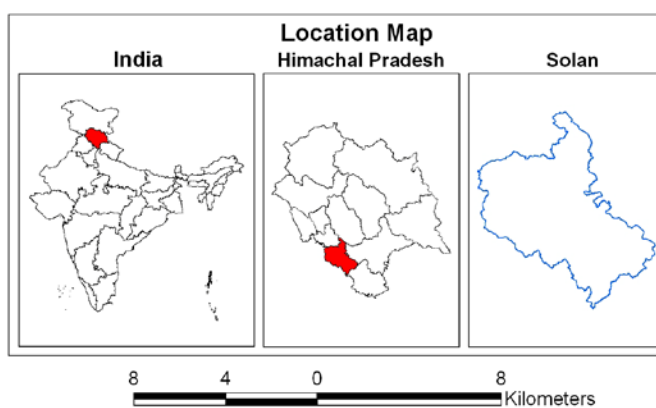 Location Map
India
Himachal Pradesh
Solan
8 4 0 8
Kilometers